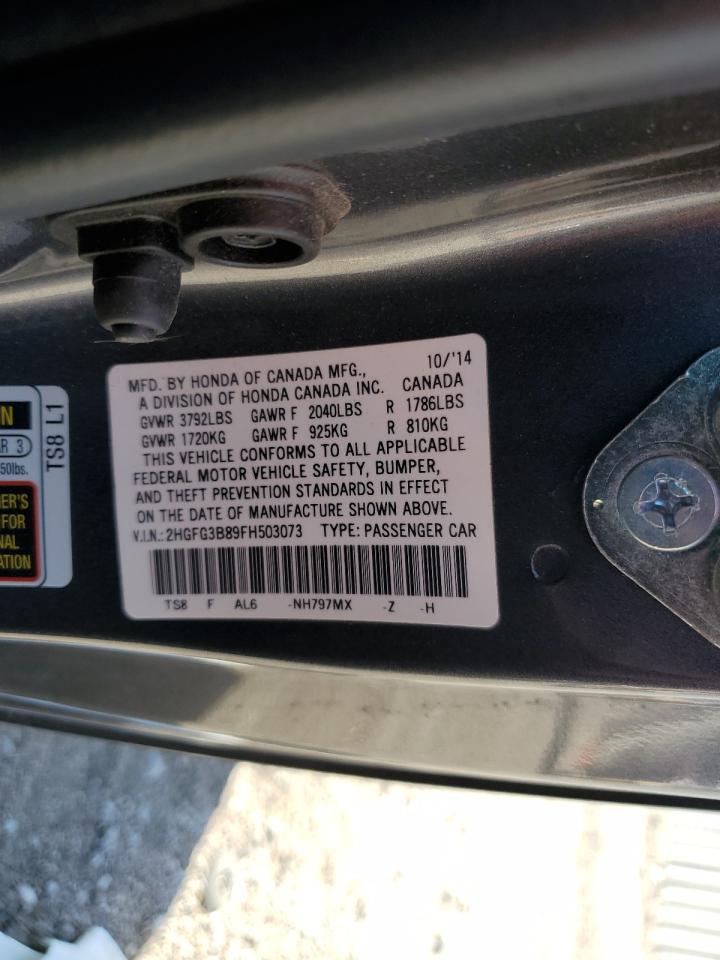 MFD. BY HONDA OF CANADA MFG., 10/'14
A DIVISION OF HONDA CANADA INC. CANADA
GVWR 3792LBS GAWR F 2040LBS R 1786LBS
GVWR 1720KG GAWR F 925KG R 810KG
THIS VEHICLE CONFORMS TO ALL APPLICABLE
FEDERAL MOTOR VEHICLE SAFETY, BUMPER,
AND THEFT PREVENTION STANDARDS IN EFFECT
ON THE DATE OF MANUFACTURE SHOWN ABOVE.
V.I.N.:2HGFG3B89FH503073 TYPE: PASSENGER CAR
TS8 F AL6 -NH797MX -Z -H
TS8 L1
3
50lbs.
FOR